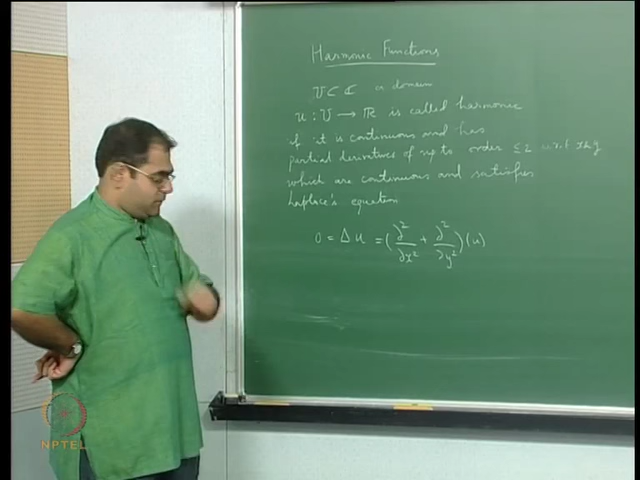 Harmonic Functions
U ⊂ ℂ a domain
u : U → ℝ is called harmonic
if it is continuous and has
partial derivatives of up to order ≤ 2 w.r.t x & y
which are continuous and satisfies
Laplace's equation
0 = Δu = (∂²/∂x² + ∂²/∂y²)(u)
NPTEL